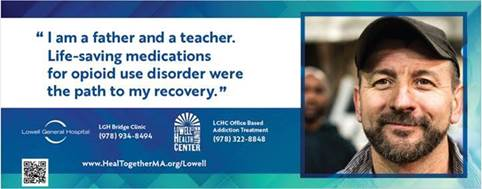 “ I am a father and a teacher.
Life-saving medications
for opioid use disorder were
the path to my recovery.”
Lowell General Hospital
LGH Bridge Clinic
(978) 934-8494
LOWELL COMMUNITY
HEALTH
CENTER
LCHC Office Based
Addiction Treatment
(978) 322-8848
www.HealTogetherMA.org/Lowell